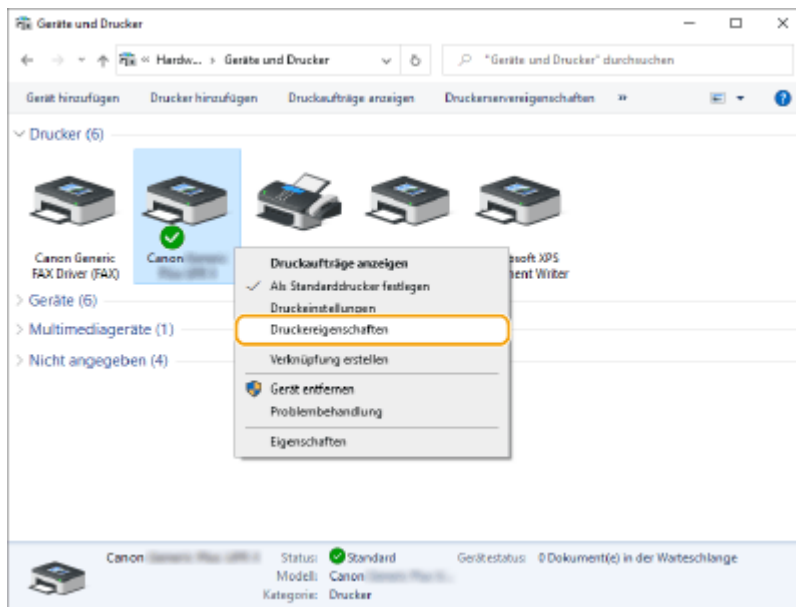 Geräte und Drucker
« Hardw... › Geräte und Drucker
"Geräte und Drucker" durchsuchen
Gerät hinzufügen Drucker hinzufügen Druckaufträge anzeigen Druckerservereigenschaften »
Drucker (6)
Canon Generic
FAX Driver (FAX)
Canon
XPS
Writer
Druckaufträge anzeigen
Als Standarddrucker festlegen
Druckeinstellungen
Druckereigenschaften
Verknüpfung erstellen
Gerät entfernen
Problembehandlung
Eigenschaften
Geräte (6)
Multimediageräte (1)
Nicht angegeben (4)
Canon
Status: Standard
Gerätestatus: 0 Dokument(e) in der Warteschlange
Modell: Canon
Kategorie: Drucker